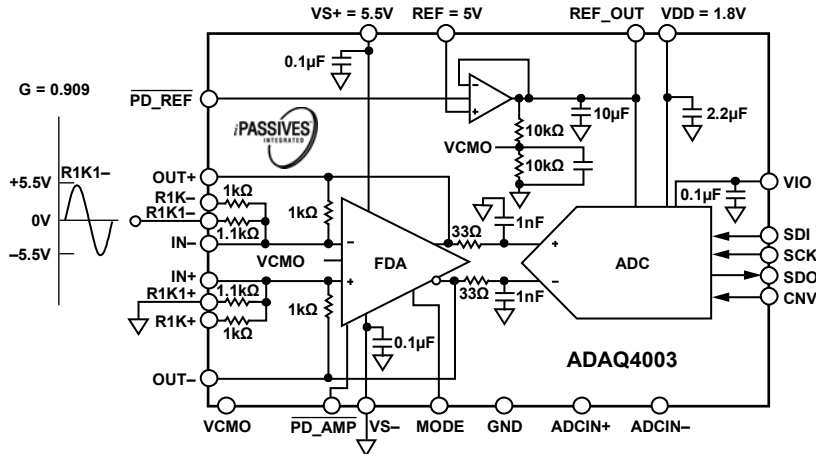 VS+ = 5.5V
REF = 5V
REF_OUT
VDD = 1.8V
0.1µF
G = 0.909
PD_REF
iPASSIVES™
INTEGRATED
10µF
2.2µF
10kΩ
VCMO
10kΩ
R1K1–
+5.5V
0V
–5.5V
OUT+
R1K–
1kΩ
R1K1–
1.1kΩ
IN–
1kΩ
VCMO
–
+
FDA
33Ω
1nF
33Ω
1nF
+
–
ADC
0.1µF
VIO
SDI
SCK
SDO
CNV
IN+
R1K1+
1.1kΩ
R1K+
1kΩ
1kΩ
0.1µF
OUT–
ADAQ4003
VCMO
PD_AMP
VS–
MODE
GND
ADCIN+
ADCIN–